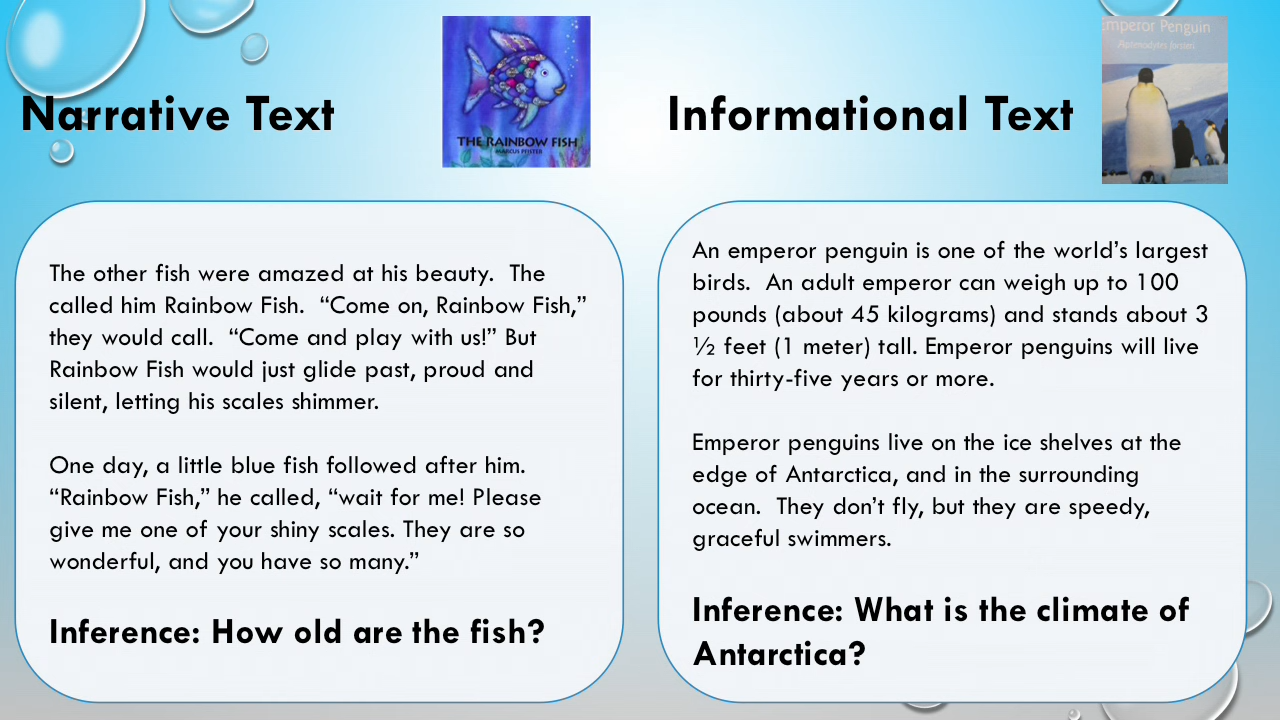 Narrative Text
THE RAINBOW FISH
MARCUS PFISTER
The other fish were amazed at his beauty.  The
called him Rainbow Fish.  “Come on, Rainbow Fish,”
they would call.  “Come and play with us!” But
Rainbow Fish would just glide past, proud and
silent, letting his scales shimmer.
One day, a little blue fish followed after him.
“Rainbow Fish,” he called, “wait for me! Please
give me one of your shiny scales. They are so
wonderful, and you have so many.”
Inference: How old are the fish?
Informational Text
Emperor Penguin
Aptenodytes forsteri
An emperor penguin is one of the world’s largest
birds.  An adult emperor can weigh up to 100
pounds (about 45 kilograms) and stands about 3
½ feet (1 meter) tall. Emperor penguins will live
for thirty-five years or more.
Emperor penguins live on the ice shelves at the
edge of Antarctica, and in the surrounding
ocean.  They don’t fly, but they are speedy,
graceful swimmers.
Inference: What is the climate of
Antarctica?